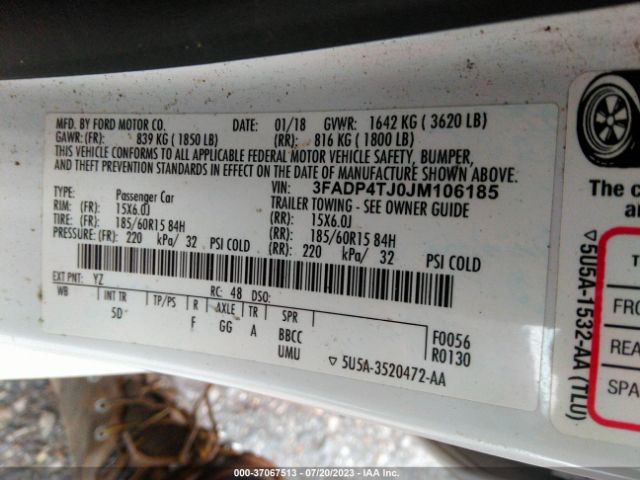 MFD. BY FORD MOTOR CO. DATE: 01/18 GVWR: 1642 KG ( 3620 LB)
GAWR: (FR): 839 KG ( 1850 LB) (RR): 816 KG ( 1800 LB)
THIS VEHICLE CONFORMS TO ALL APPLICABLE FEDERAL MOTOR VEHICLE SAFETY, BUMPER,
AND THEFT PREVENTION STANDARDS IN EFFECT ON THE DATE OF MANUFACTURE SHOWN ABOVE.
VIN: 3FADP4TJ0JM106185
TYPE: Passenger Car TRAILER TOWING - SEE OWNER GUIDE
RIM: (FR): 15X6.0J (RR): 15X6.0J
TIRE: (FR): 185/60R15 84H (RR): 185/60R15 84H
PRESSURE: (FR): 220 kPa/ 32 PSI COLD (RR): 220 kPa/ 32 PSI COLD
EXT PNT: YZ RC: 48 DSO:
WB INT TR TP/PS R AXLE TR SPR
5D F GG A BBCC F0056
UMU R0130
▽5U5A-3520472-AA
The c
an
▽5U5A-1532-AA (TLU)
T
FRO
REA
SPA
000-37067513 - 07/20/2023 - IAA Inc.